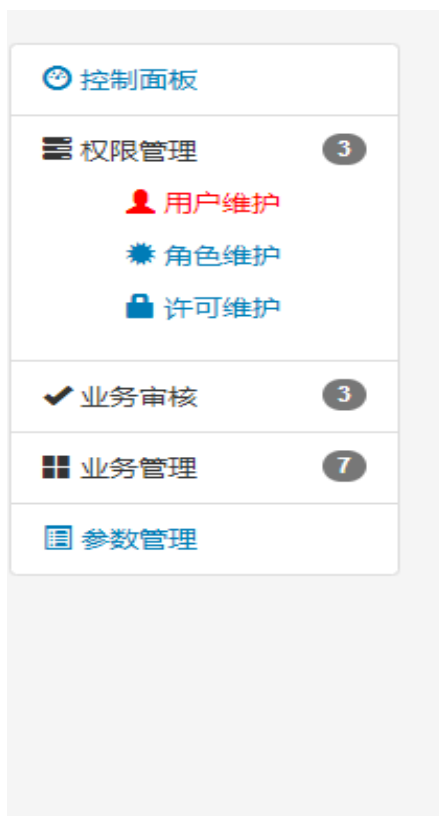 控制面板
权限管理 3
用户维护
角色维护
许可维护
业务审核 3
业务管理 7
参数管理